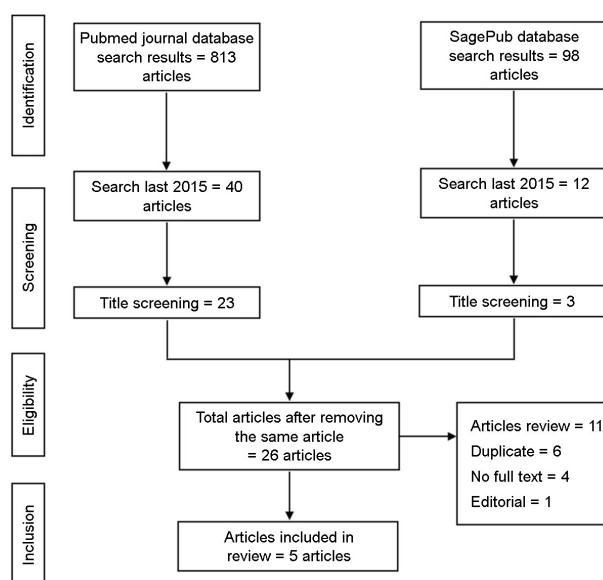 Identification
Pubmed journal database
search results = 813
articles
SagePub database
search results = 98
articles
Screening
Search last 2015 = 40
articles
Search last 2015 = 12
articles
Title screening = 23
Title screening = 3
Eligibility
Total articles after removing
the same article
= 26 articles
Articles review = 11
Duplicate = 6
No full text = 4
Editorial = 1
Inclusion
Articles included in
review = 5 articles